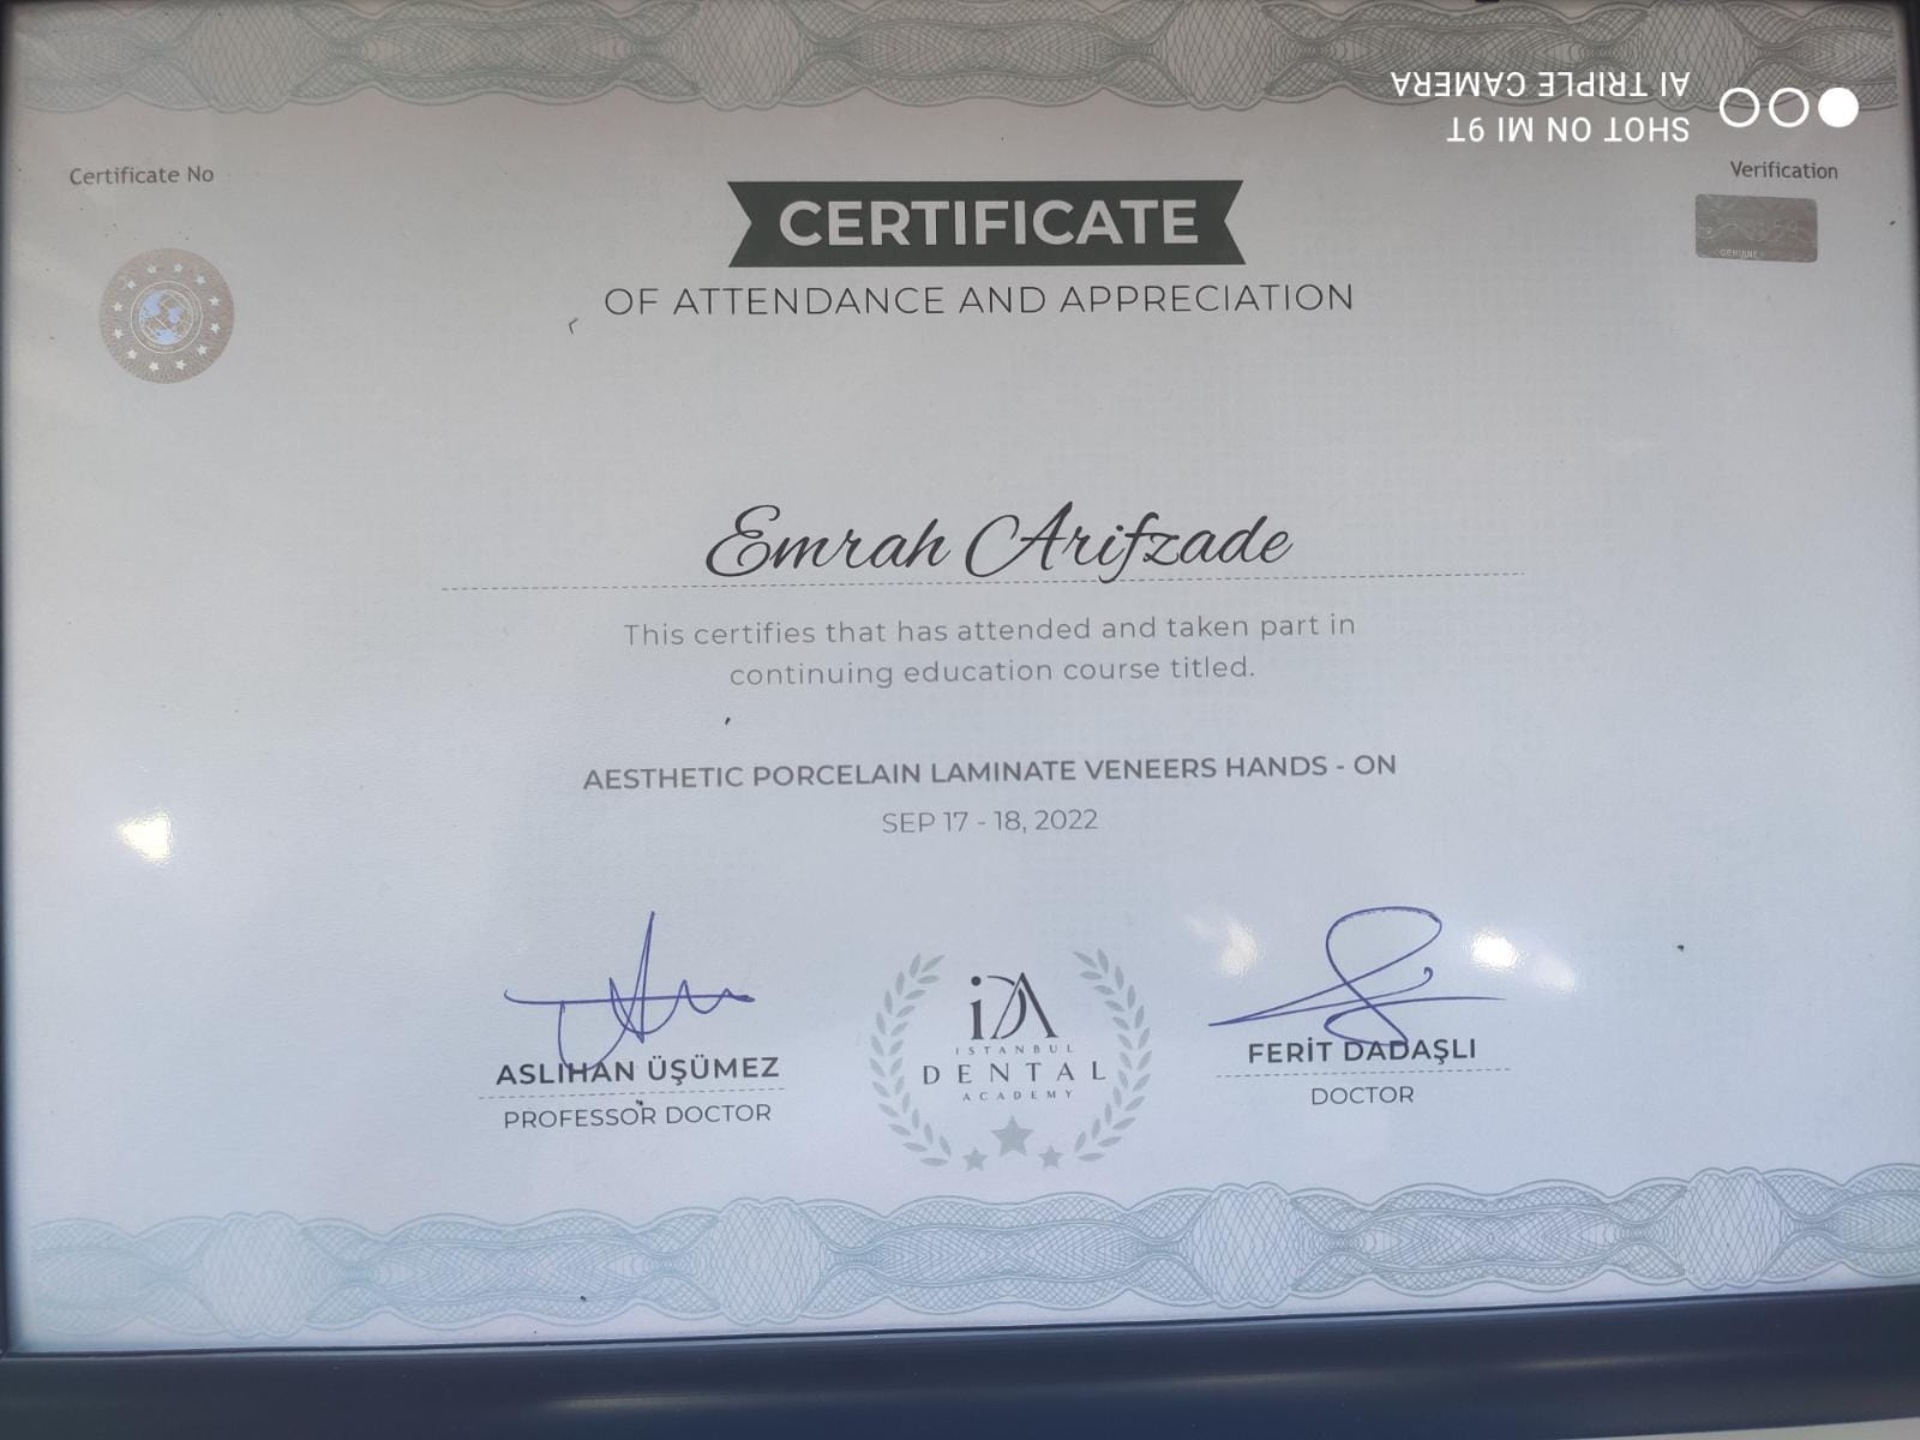 SHOT ON MI 9T
AI TRIPLE CAMERA
Certificate No
Verification
GENUINE
CERTIFICATE
OF ATTENDANCE AND APPRECIATION
Emrah Arifzade
This certifies that has attended and taken part in
continuing education course titled.
AESTHETIC PORCELAIN LAMINATE VENEERS HANDS - ON
SEP 17 - 18, 2022
ASLIHAN ÜŞÜMEZ
PROFESSOR DOCTOR
iDA
ISTANBUL
DENTAL
ACADEMY
FERİT DADAŞLI
DOCTOR